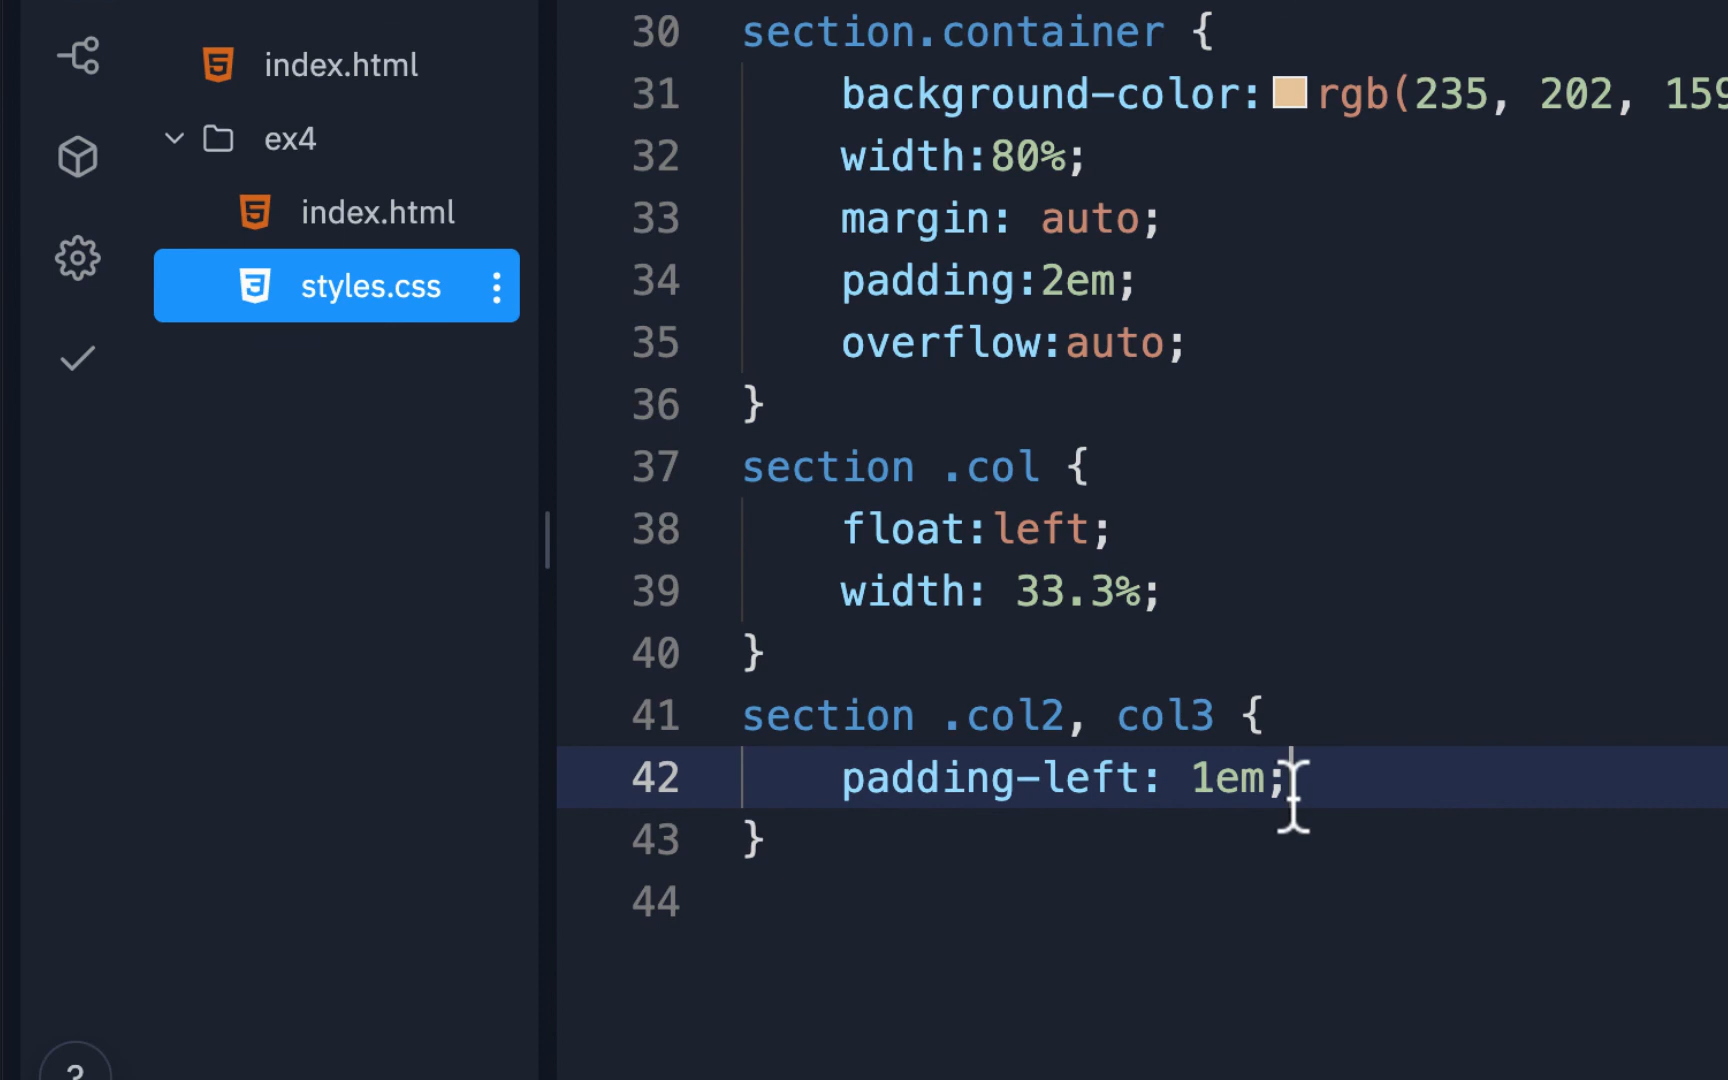 index.html
ex4
index.html
styles.css
30 section.container {
31 background-color: rgb(235, 202, 159
32 width:80%;
33 margin: auto;
34 padding:2em;
35 overflow:auto;
36 }
37 section .col {
38 float:left;
39 width: 33.3%;
40 }
41 section .col2, col3 {
42 padding-left: 1em;
43 }
44
?